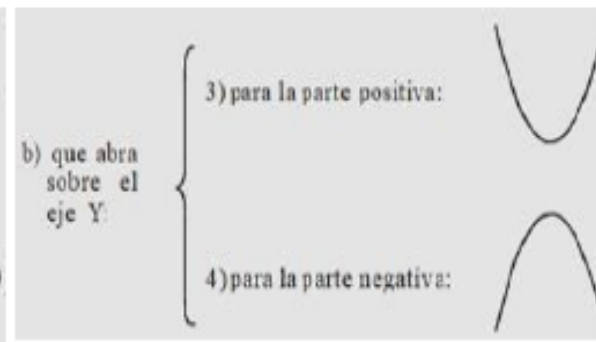 3) para la parte positiva:
b) que abra
sobre el
eje Y:
4) para la parte negativa: